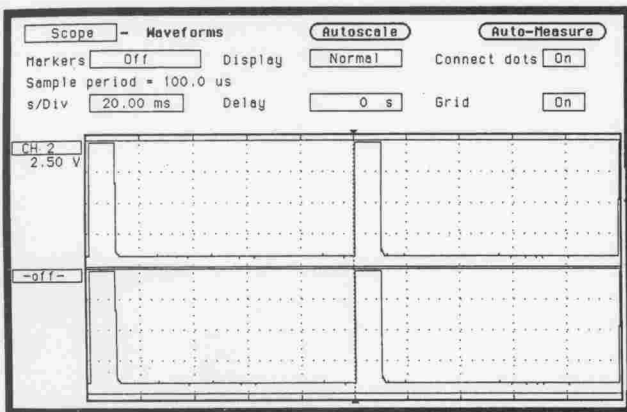 Scope - Waveforms Autoscale Auto-Measure
Markers Off Display Normal Connect dots On
Sample period = 100.0 us
s/Div 20.00 ms Delay 0 s Grid On
CH 2
2.50 V
-off-